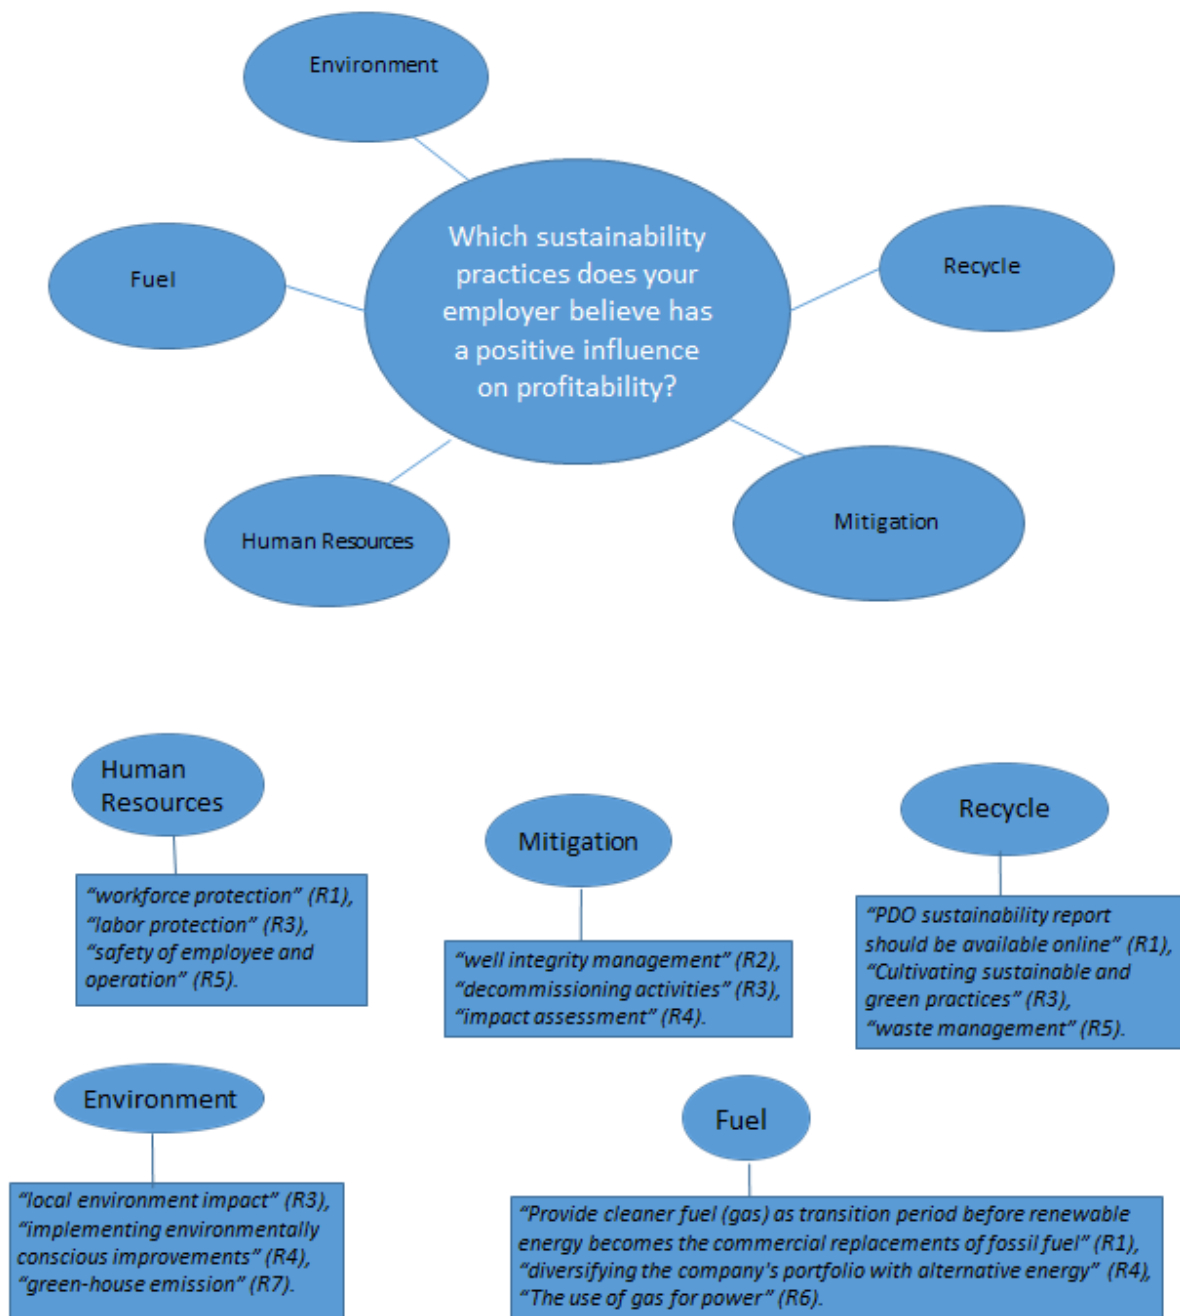 Environment
Fuel
Which sustainability
practices does your
employer believe has
a positive influence
on profitability?
Recycle
Human Resources
Mitigation
Human
Resources
“workforce protection” (R1),
“labor protection” (R3),
“safety of employee and
operation” (R5).
Mitigation
“well integrity management” (R2),
“decommissioning activities” (R3),
“impact assessment” (R4).
Recycle
“PDO sustainability report
should be available online” (R1),
“Cultivating sustainable and
green practices” (R3),
“waste management” (R5).
Environment
“local environment impact” (R3),
“implementing environmentally
conscious improvements” (R4),
“green-house emission” (R7).
Fuel
“Provide cleaner fuel (gas) as transition period before renewable
energy becomes the commercial replacements of fossil fuel” (R1),
“diversifying the company's portfolio with alternative energy” (R4),
“The use of gas for power” (R6).